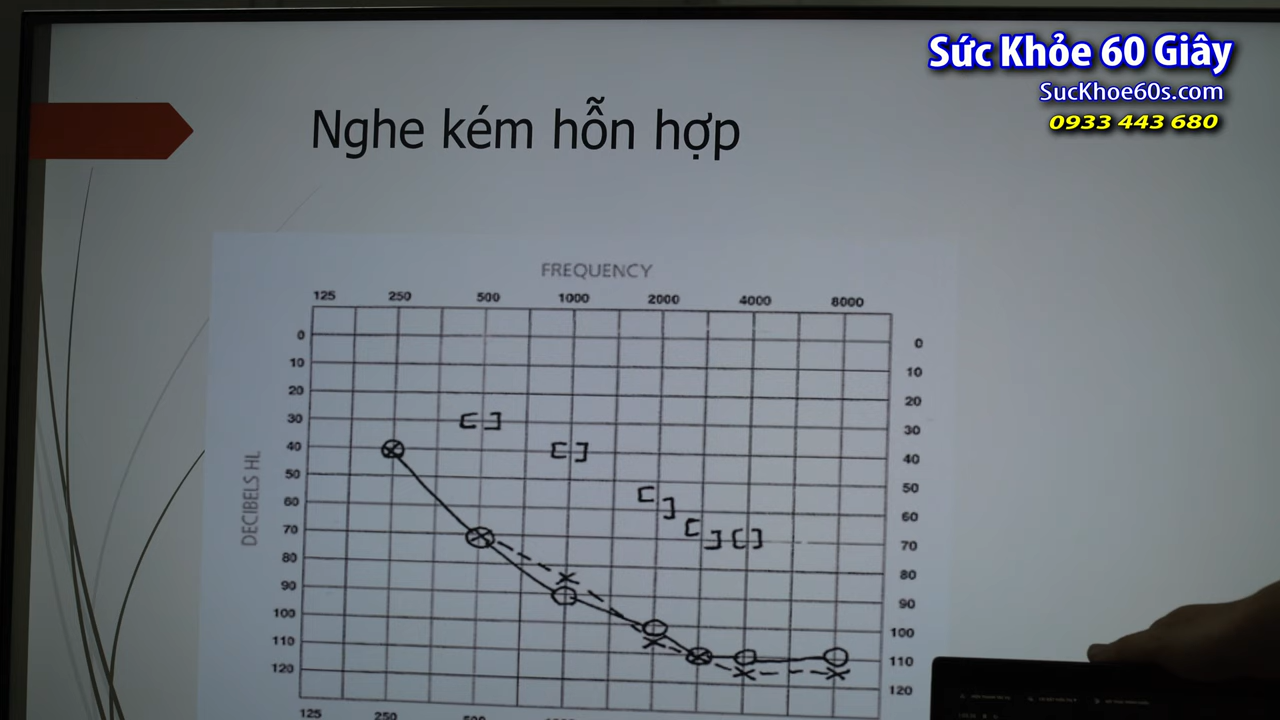 Sức Khỏe 60 Giây
SucKhoe60s.com
0933 443 680
Nghe kém hỗn hợp
FREQUENCY
125 250 500 1000 2000 4000 8000
DECIBELS HL
0 0
10 10
20 20
30 30
40 40
50 50
60 60
70 70
80 80
90 90
100 100
110 110
120 120
125 250 500